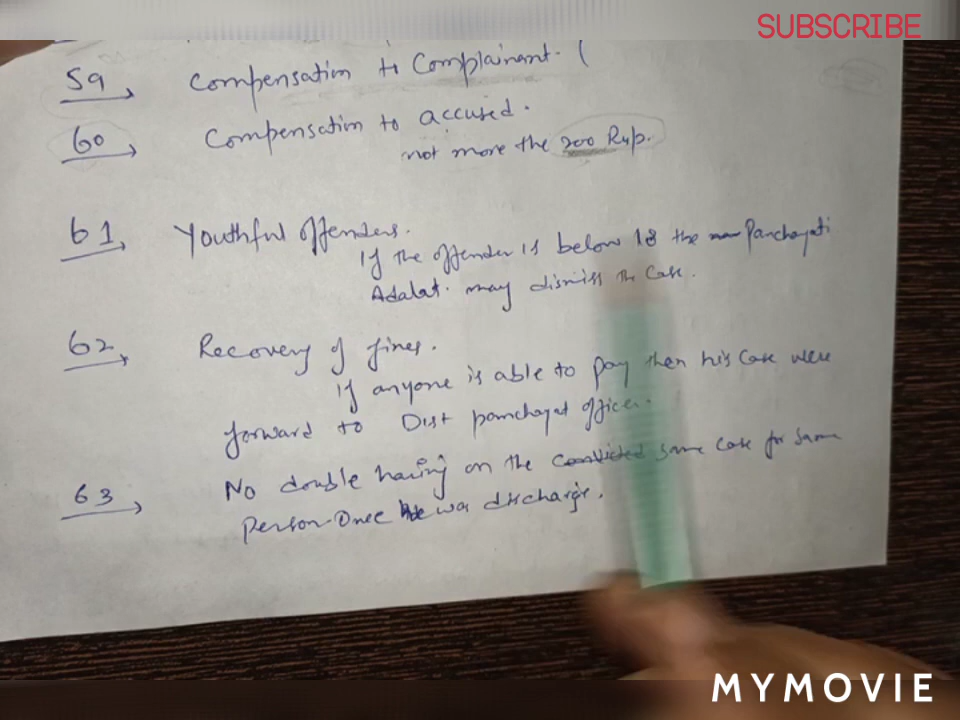 SUBSCRIBE
59 Compensation to Complainant. (
60 Compensation to accused.
not more the 200 Rup.
61 Youthful offenders.
If the offender is below 18 the Panchayati
Adalat. may dismiss the Case.
62 Recovery of fines.
If anyone is able to pay then his Case were
forward to Dist panchayat officer.
63 No double having on the same case for same
person. Once he was discharge.
MYMOVIE